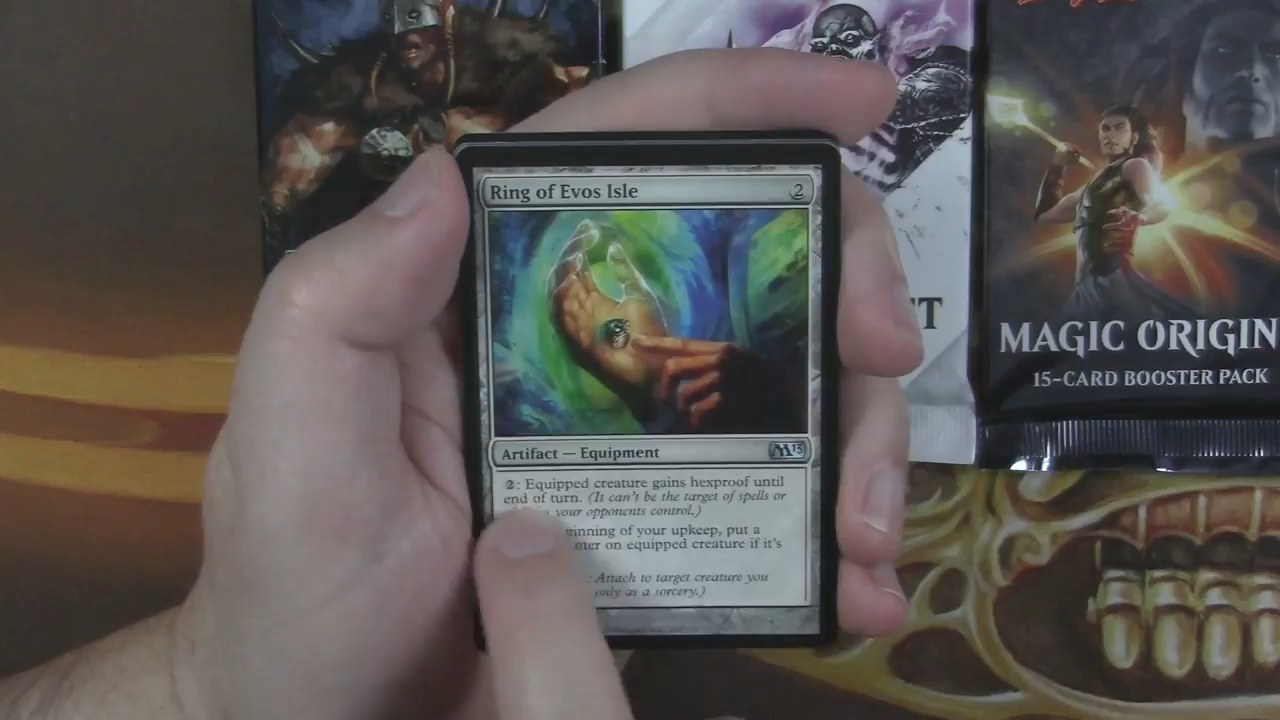 Ring of Evos Isle 2
Artifact — Equipment M13
2: Equipped creature gains hexproof until
end of turn. (It can't be the target of spells or
your opponents control.)
ginning of your upkeep, put a
nter on equipped creature if it's
: Attach to target creature you
only as a sorcery.)
T
MAGIC ORIGIN
15-CARD BOOSTER PACK